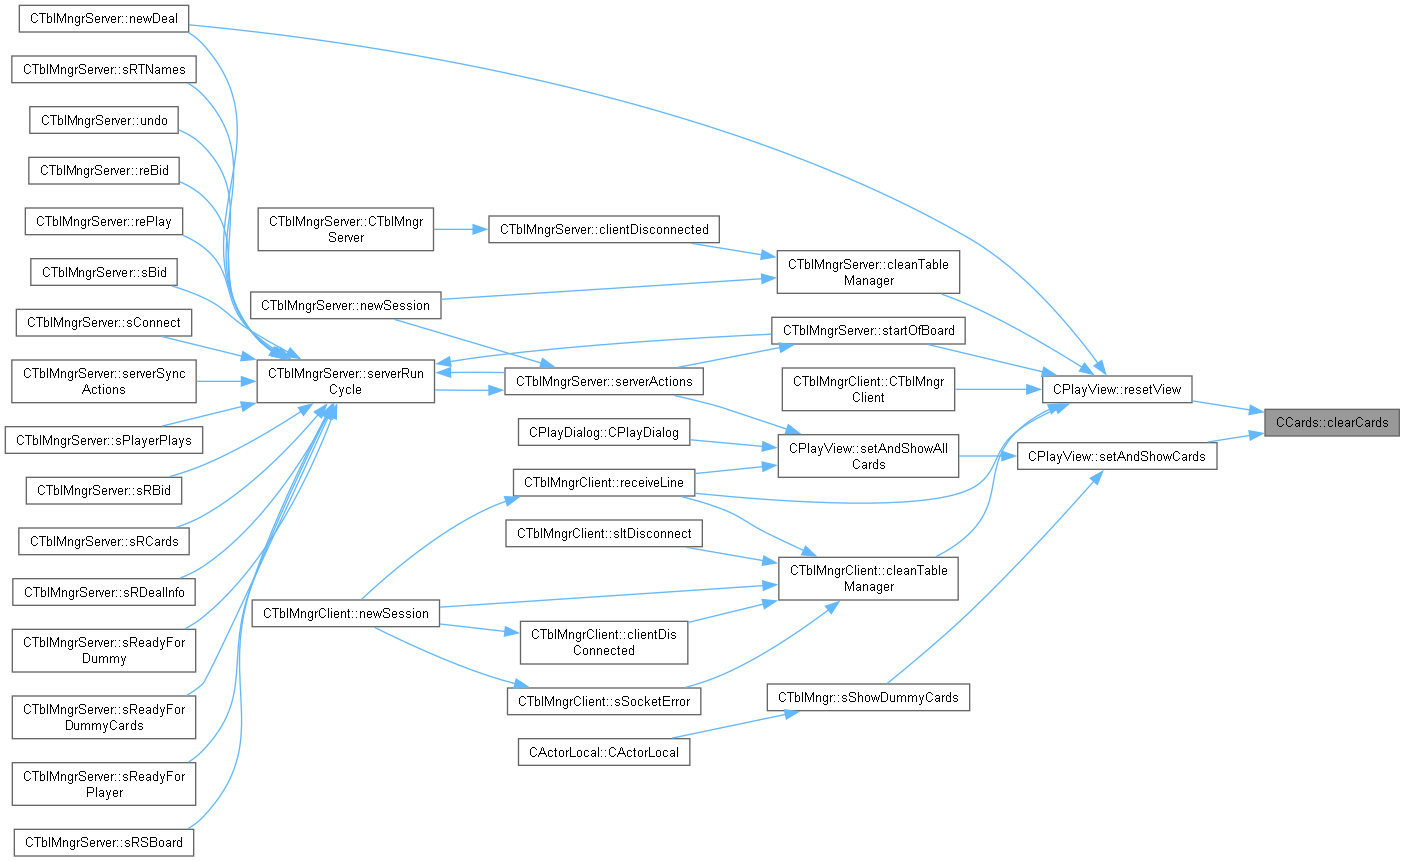 CTblMngrServer::newDeal
CTblMngrServer::sRTNames
CTblMngrServer::undo
CTblMngrServer::reBid
CTblMngrServer::rePlay
CTblMngrServer::sBid
CTblMngrServer::sConnect
CTblMngrServer::serverSync
Actions
CTblMngrServer::sPlayerPlays
CTblMngrServer::sRBid
CTblMngrServer::sRCards
CTblMngrServer::sRDealInfo
CTblMngrServer::sReadyFor
Dummy
CTblMngrServer::sReadyFor
DummyCards
CTblMngrServer::sReadyFor
Player
CTblMngrServer::sRSBoard
CTblMngrServer::CTblMngr
Server
CTblMngrServer::newSession
CTblMngrServer::serverRun
Cycle
CTblMngrClient::newSession
CTblMngrServer::clientDisconnected
CTblMngrServer::serverActions
CPlayDialog::CPlayDialog
CTblMngrClient::receiveLine
CTblMngrClient::sltDisconnect
CTblMngrClient::clientDis
Connected
CTblMngrClient::sSocketError
CActorLocal::CActorLocal
CTblMngrServer::cleanTable
Manager
CTblMngrServer::startOfBoard
CTblMngrClient::CTblMngr
Client
CPlayView::setAndShowAll
Cards
CTblMngrClient::cleanTable
Manager
CTblMngr::sShowDummyCards
CPlayView::resetView
CPlayView::setAndShowCards
CCards::clearCards